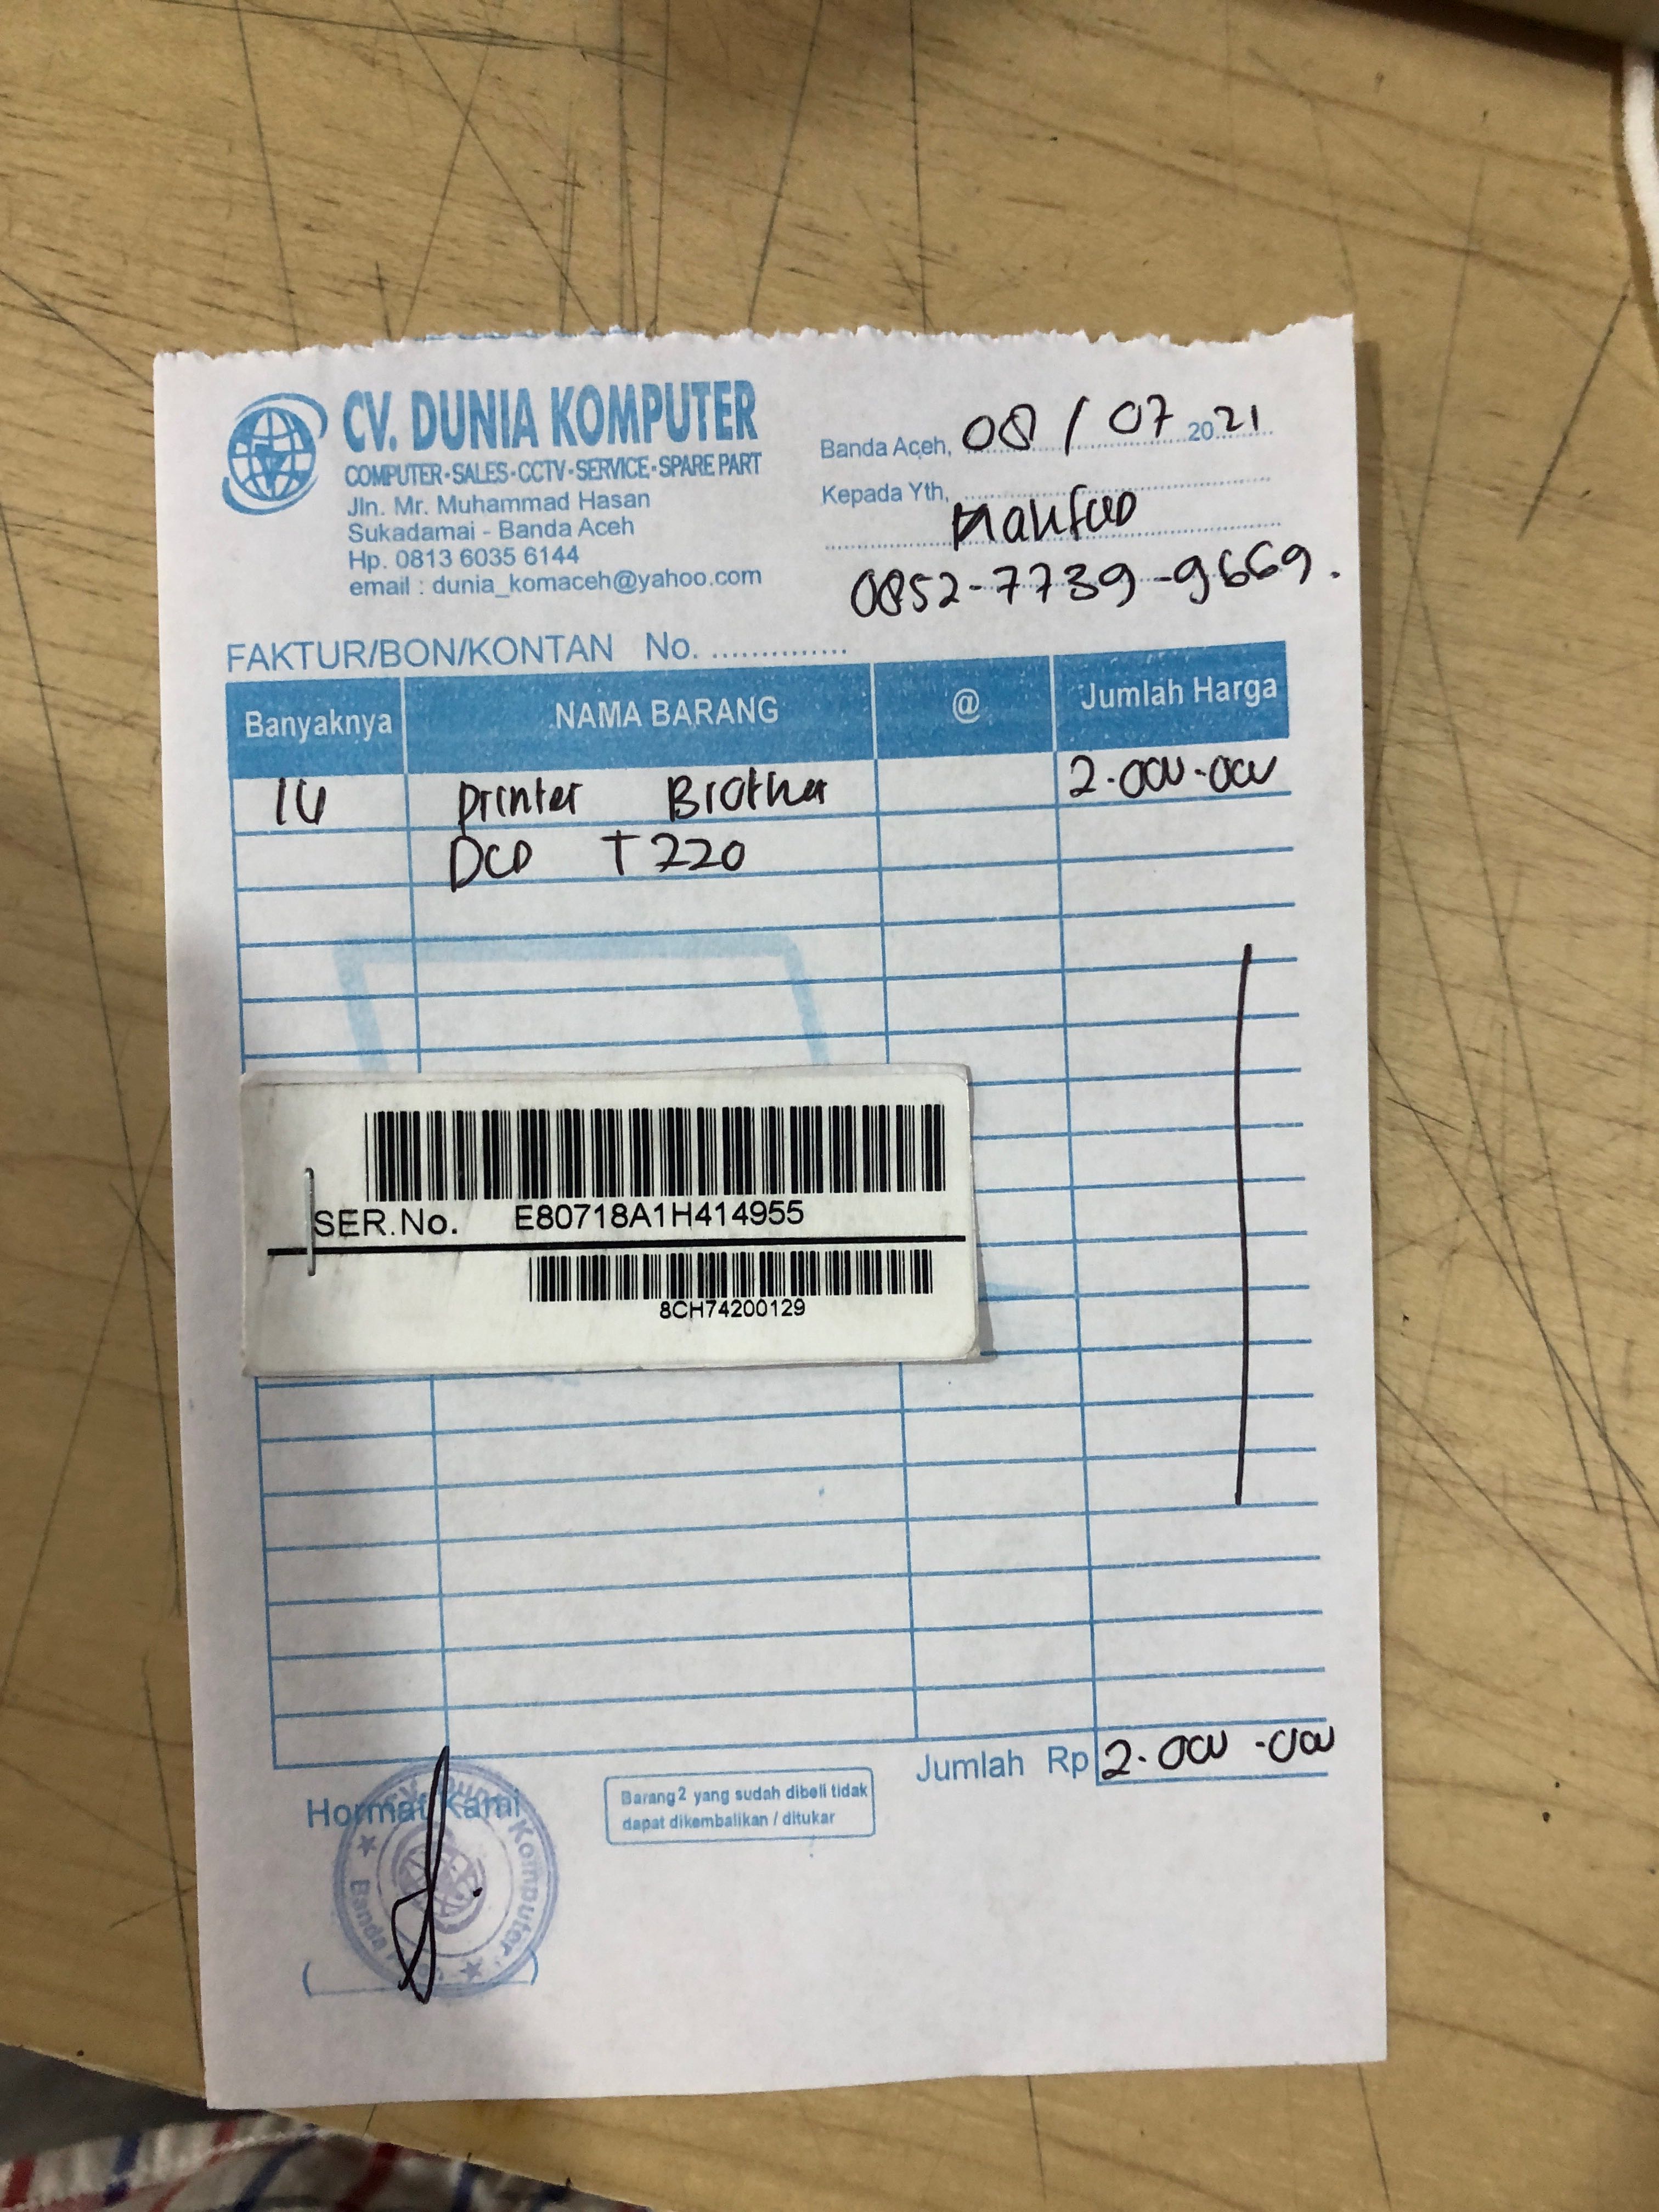 CV. DUNIA KOMPUTER
COMPUTER - SALES - CCTV - SERVICE - SPARE PART
Jln. Mr. Muhammad Hasan
Sukadamai - Banda Aceh
Hp. 0813 6035 6144
email : dunia_komaceh@yahoo.com
Banda Aceh, 08 / 07 2021
Kepada Yth,
Mahfud
0852-7739-9669.
FAKTUR/BON/KONTAN No. ..............
Banyaknya NAMA BARANG @ Jumlah Harga
1U Printer Brother 2.000.000
DCP T220
SER.No. E80718A1H414955
8CH74200129
Jumlah Rp 2.000.000
Hormat Kami
Barang2 yang sudah dibeli tidak
dapat dikembalikan / ditukar
Komputer
Banda